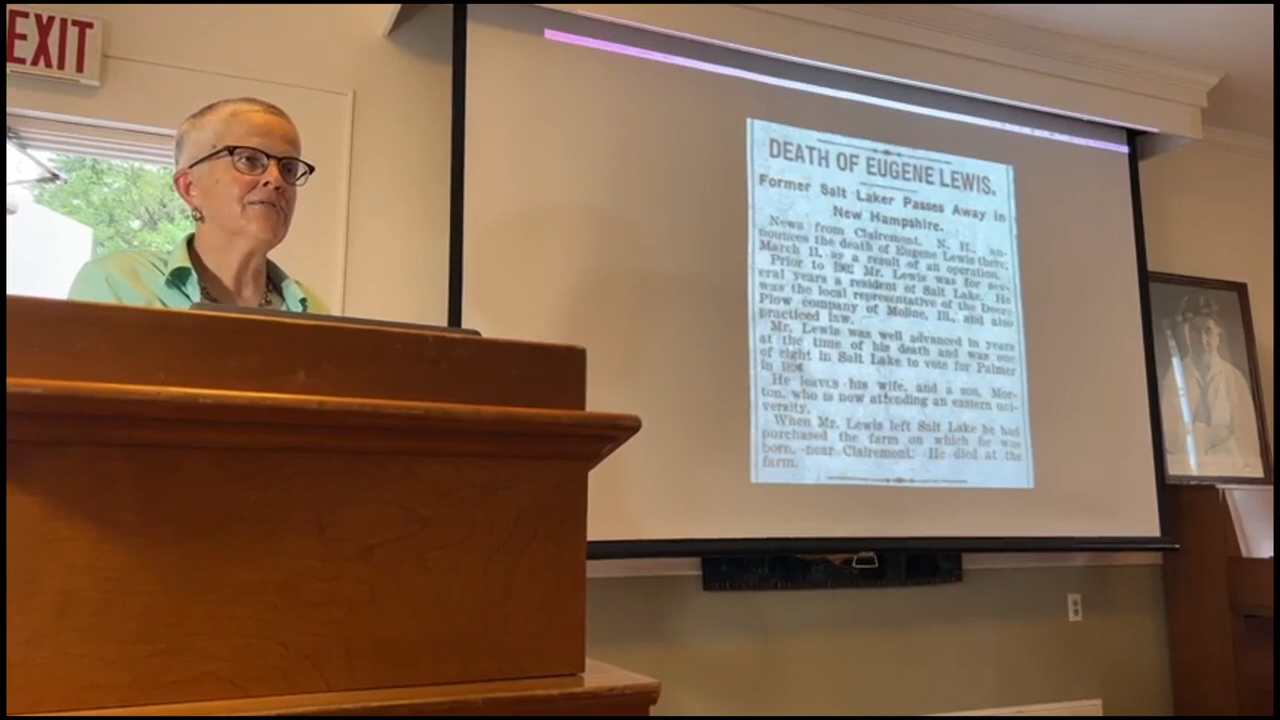 EXIT
DEATH OF EUGENE LEWIS.
Former Salt Laker Passes Away in
New Hampshire.
News from Clairemont, N. H., an-
nounces the death of Eugene Lewis there,
March 11, as a result of an operation.
Prior to 1902 Mr. Lewis was for sev-
eral years a resident of Salt Lake. He
was the local representative of the Deere
Plow company of Moline, Ill., and also
practiced law.
Mr. Lewis was well advanced in years
at the time of his death and was one
of eight in Salt Lake to vote for Palmer
in 1896.
He leaves his wife, and a son, Mor-
ton, who is now attending an eastern uni-
versity.
When Mr. Lewis left Salt Lake he had
purchased the farm on which he was
born, near Clairemont. He died at the
farm.